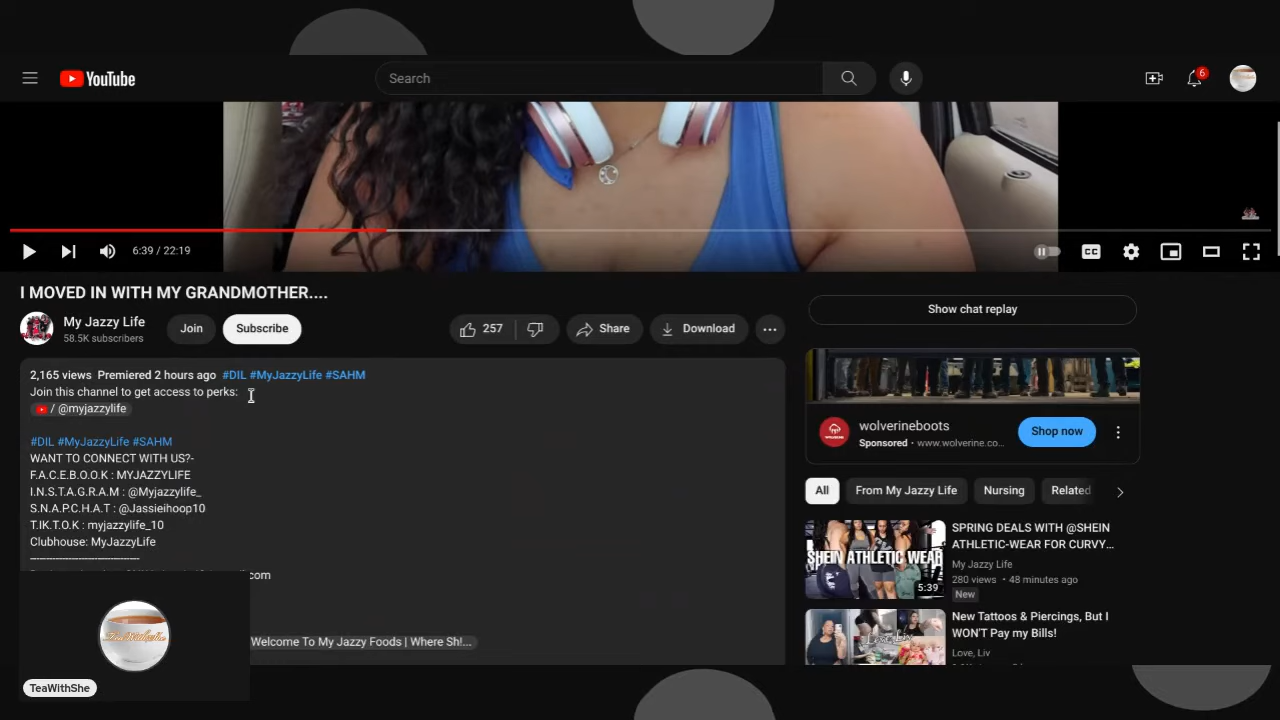 YouTube
Search
6
6:39 / 22:19
CC
I MOVED IN WITH MY GRANDMOTHER....
My Jazzy Life
58.5K subscribers
Join
Subscribe
257
Share
Download
2,165 views Premiered 2 hours ago #DIL #MyJazzyLife #SAHM
Join this channel to get access to perks:
/ @myjazzylife
#DIL #MyJazzyLife #SAHM
WANT TO CONNECT WITH US?-
F.A.C.E.B.O.O.K : MYJAZZYLIFE
I.N.S.T.A.G.R.A.M : @Myjazzylife_
S.N.A.P.C.H.A.T : @Jassieihoop10
T.IK.T.O.K : myjazzylife_10
Clubhouse: MyJazzyLife
--------------------------------------
com
Welcome To My Jazzy Foods | Where Sh!...
TeaWithShe
TeaWithShe
Show chat replay
wolverineboots
Sponsored · www.wolverine.co...
Shop now
All
From My Jazzy Life
Nursing
Related
SHEIN ATHLETIC WEAR
5:39
SPRING DEALS WITH @SHEIN
ATHLETIC-WEAR FOR CURVY...
My Jazzy Life
280 views · 48 minutes ago
New
New Tattoos & Piercings, But I
WON'T Pay my Bills!
Love, Liv